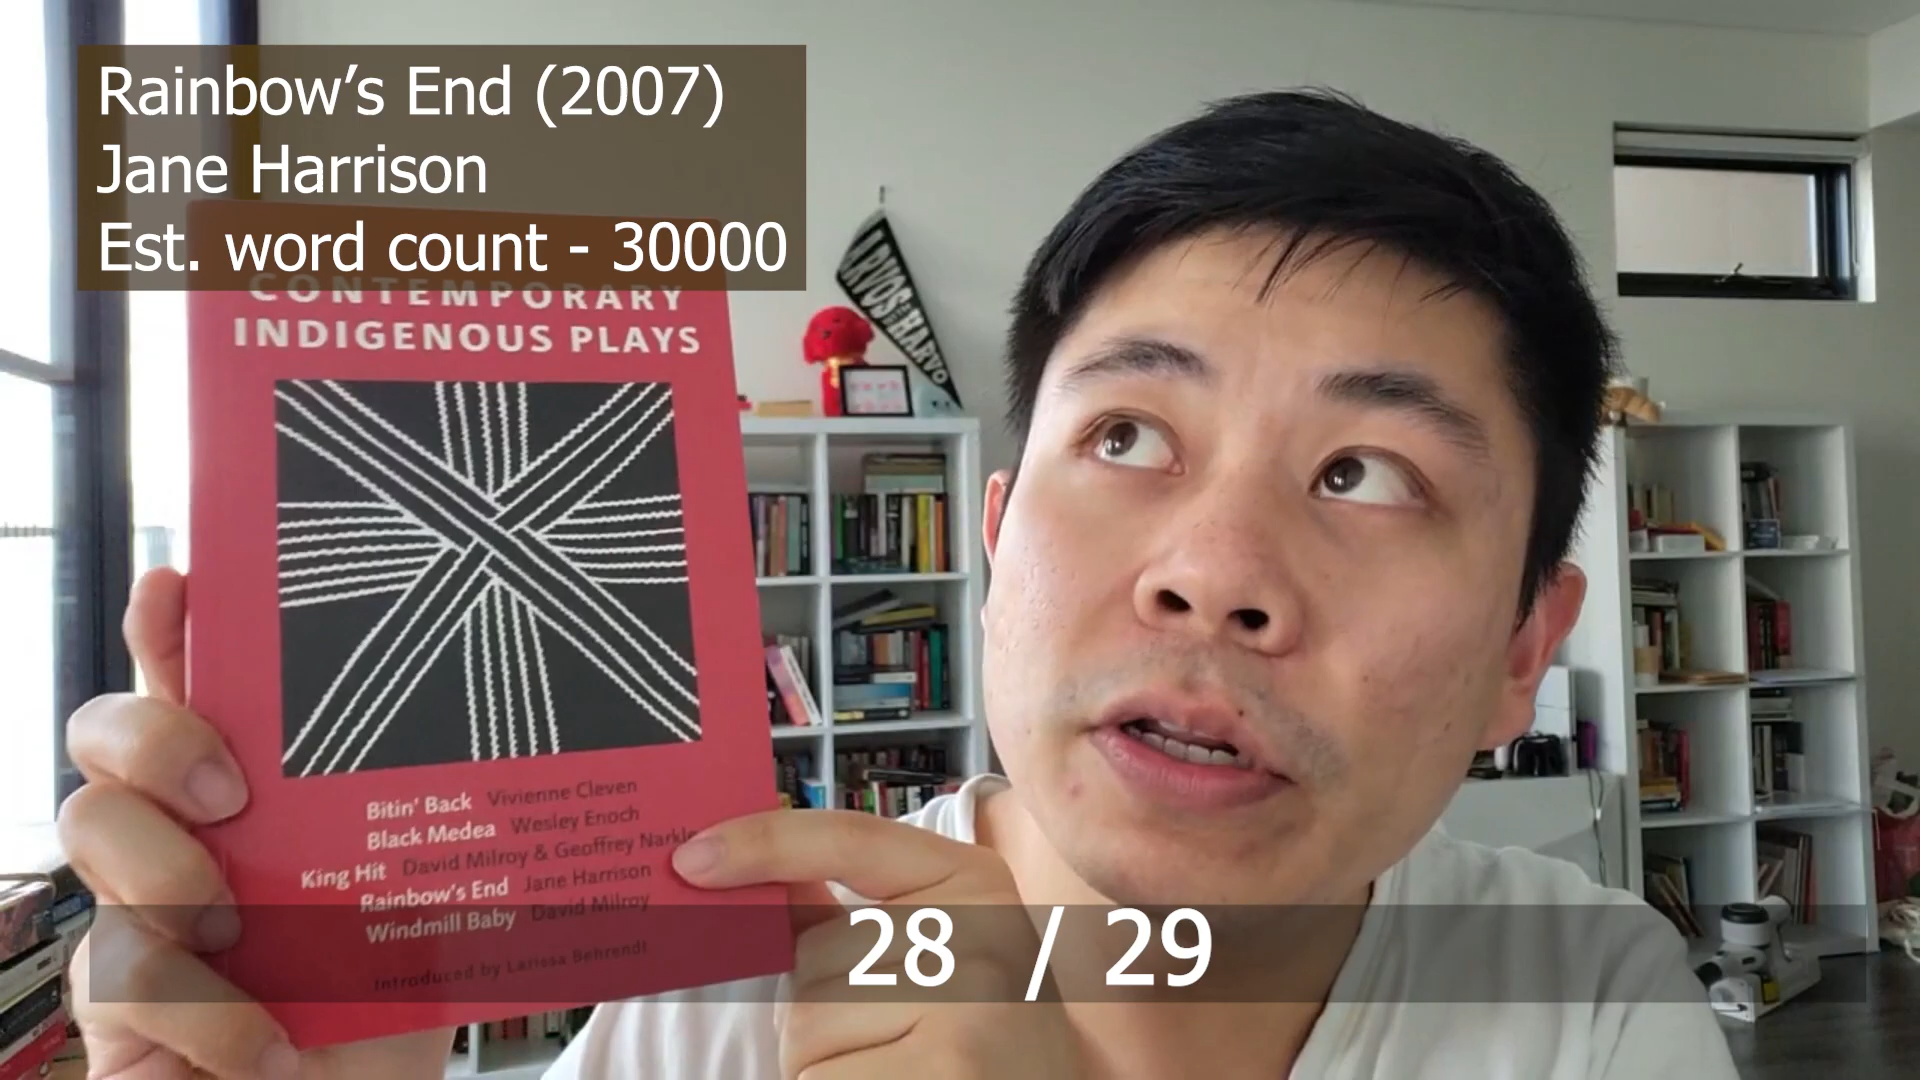 Rainbow’s End (2007)
Jane Harrison
Est. word count - 30000
CONTEMPORARY
INDIGENOUS PLAYS
Bitin' Back Vivienne Cleven
Black Medea Wesley Enoch
King Hit David Milroy & Geoffrey Narkle
Rainbow's End Jane Harrison
Windmill Baby David Milroy
Introduced by Larissa Behrendt
28 / 29